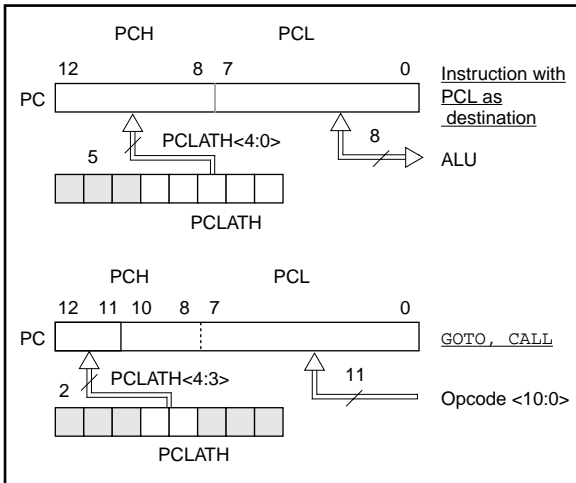 PCH PCL
12 8 7 0
PC
Instruction with
PCL as
destination
PCLATH<4:0>
8
5
ALU
PCLATH
PCH PCL
12 11 10 8 7 0
PC
GOTO, CALL
PCLATH<4:3>
11
2
Opcode <10:0>
PCLATH